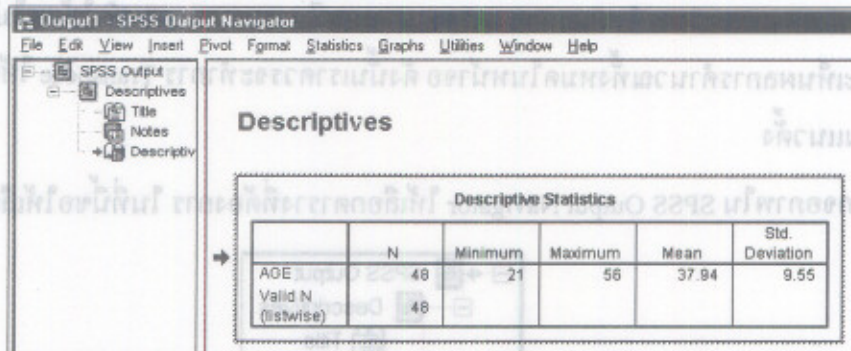 Output1 - SPSS Output Navigator
File Edit View Insert Pivot Format Statistics Graphs Utilities Window Help
SPSS Output
Descriptives
Title
Notes
Descriptiv
Descriptives
Descriptive Statistics
N Minimum Maximum Mean Std. Deviation
AGE 48 21 56 37.94 9.55
Valid N (listwise) 48